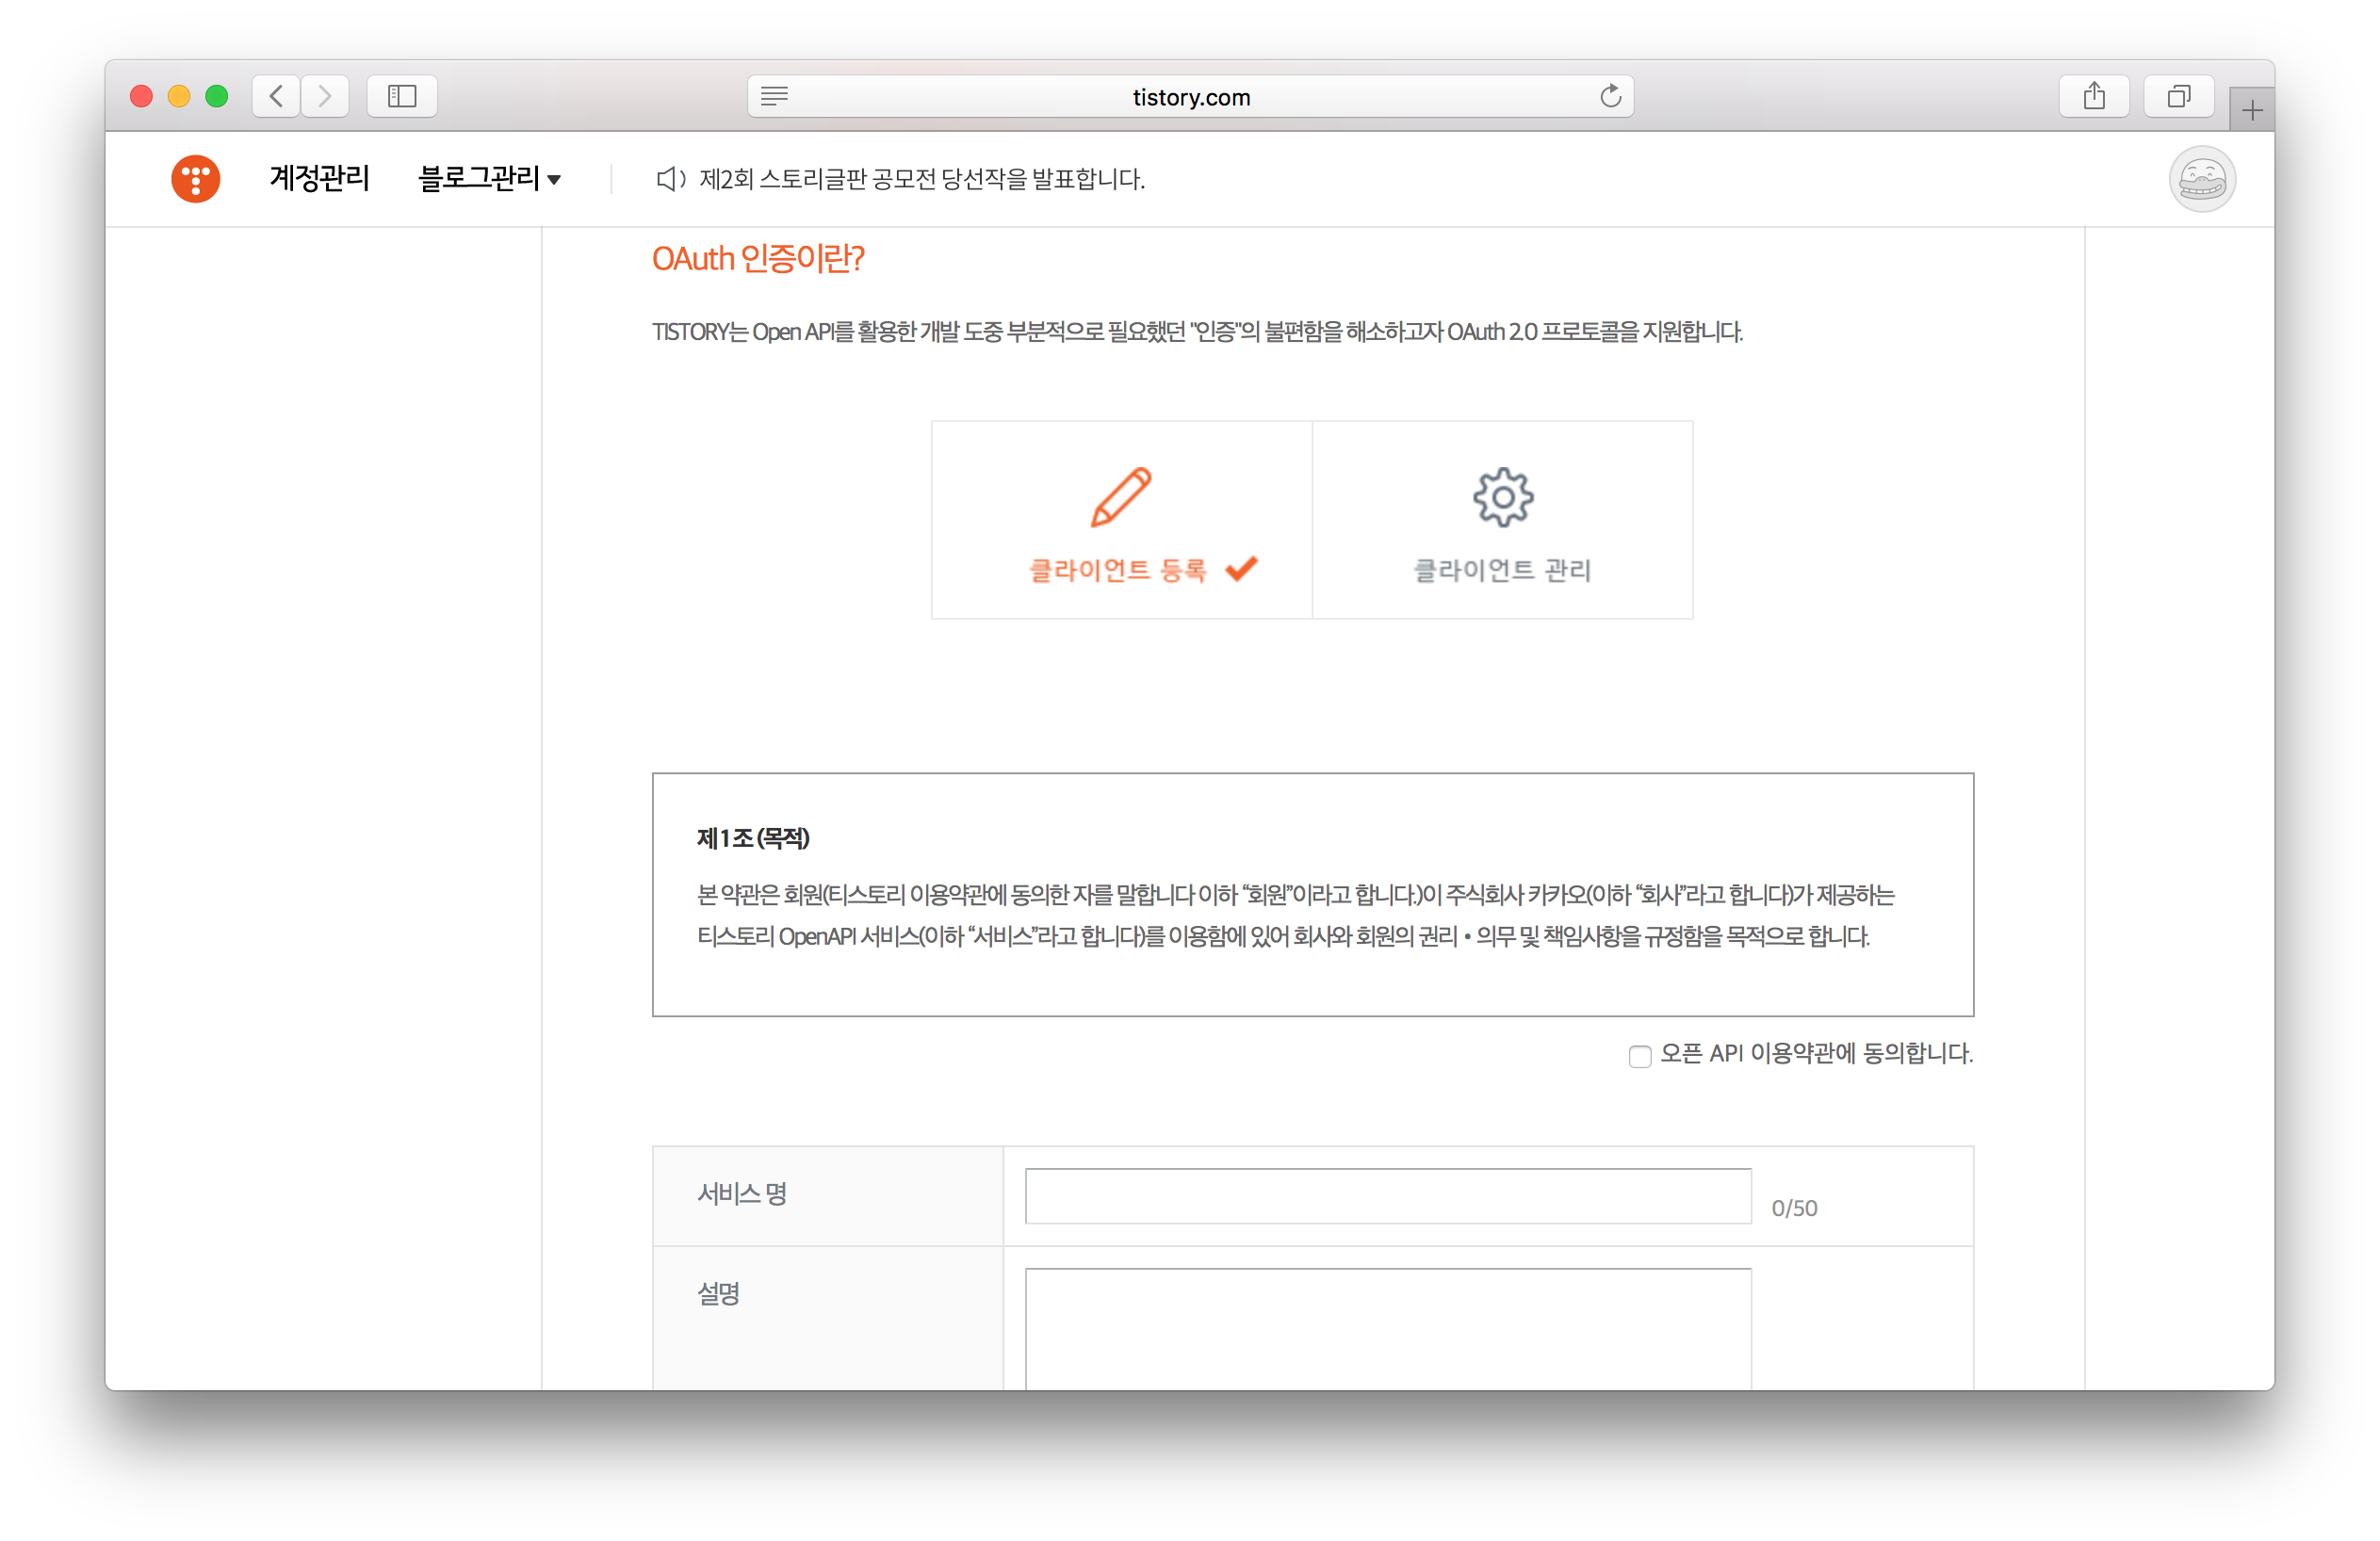 tistory.com
계정관리
블로그관리
제2회 스토리글판 공모전 당선작을 발표합니다.
OAuth 인증이란?
TISTORY는 Open API를 활용한 개발 도중 부분적으로 필요했던 "인증"의 불편함을 해소하고자 OAuth 2.0 프로토콜을 지원합니다.
클라이언트 등록
클라이언트 관리
제 1 조 (목적)
본 약관은 회원(티스토리 이용약관에 동의한 자를 말합니다 이하 “회원”이라고 합니다.)이 주식회사 카카오(이하 “회사”라고 합니다)가 제공하는
티스토리 OpenAPI 서비스(이하 “서비스”라고 합니다)를 이용함에 있어 회사와 회원의 권리 • 의무 및 책임사항을 규정함을 목적으로 합니다.
오픈 API 이용약관에 동의합니다.
서비스 명
0/50
설명